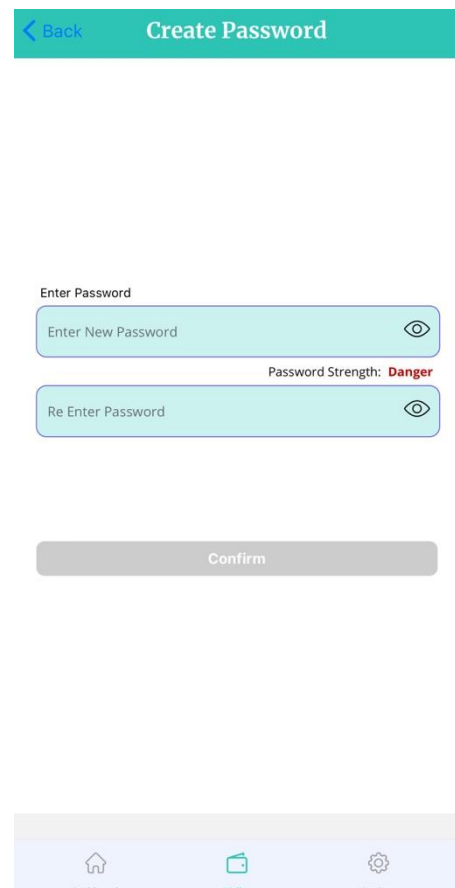 Back
Create Password
Enter Password
Enter New Password
Password Strength: Danger
Re Enter Password
Confirm